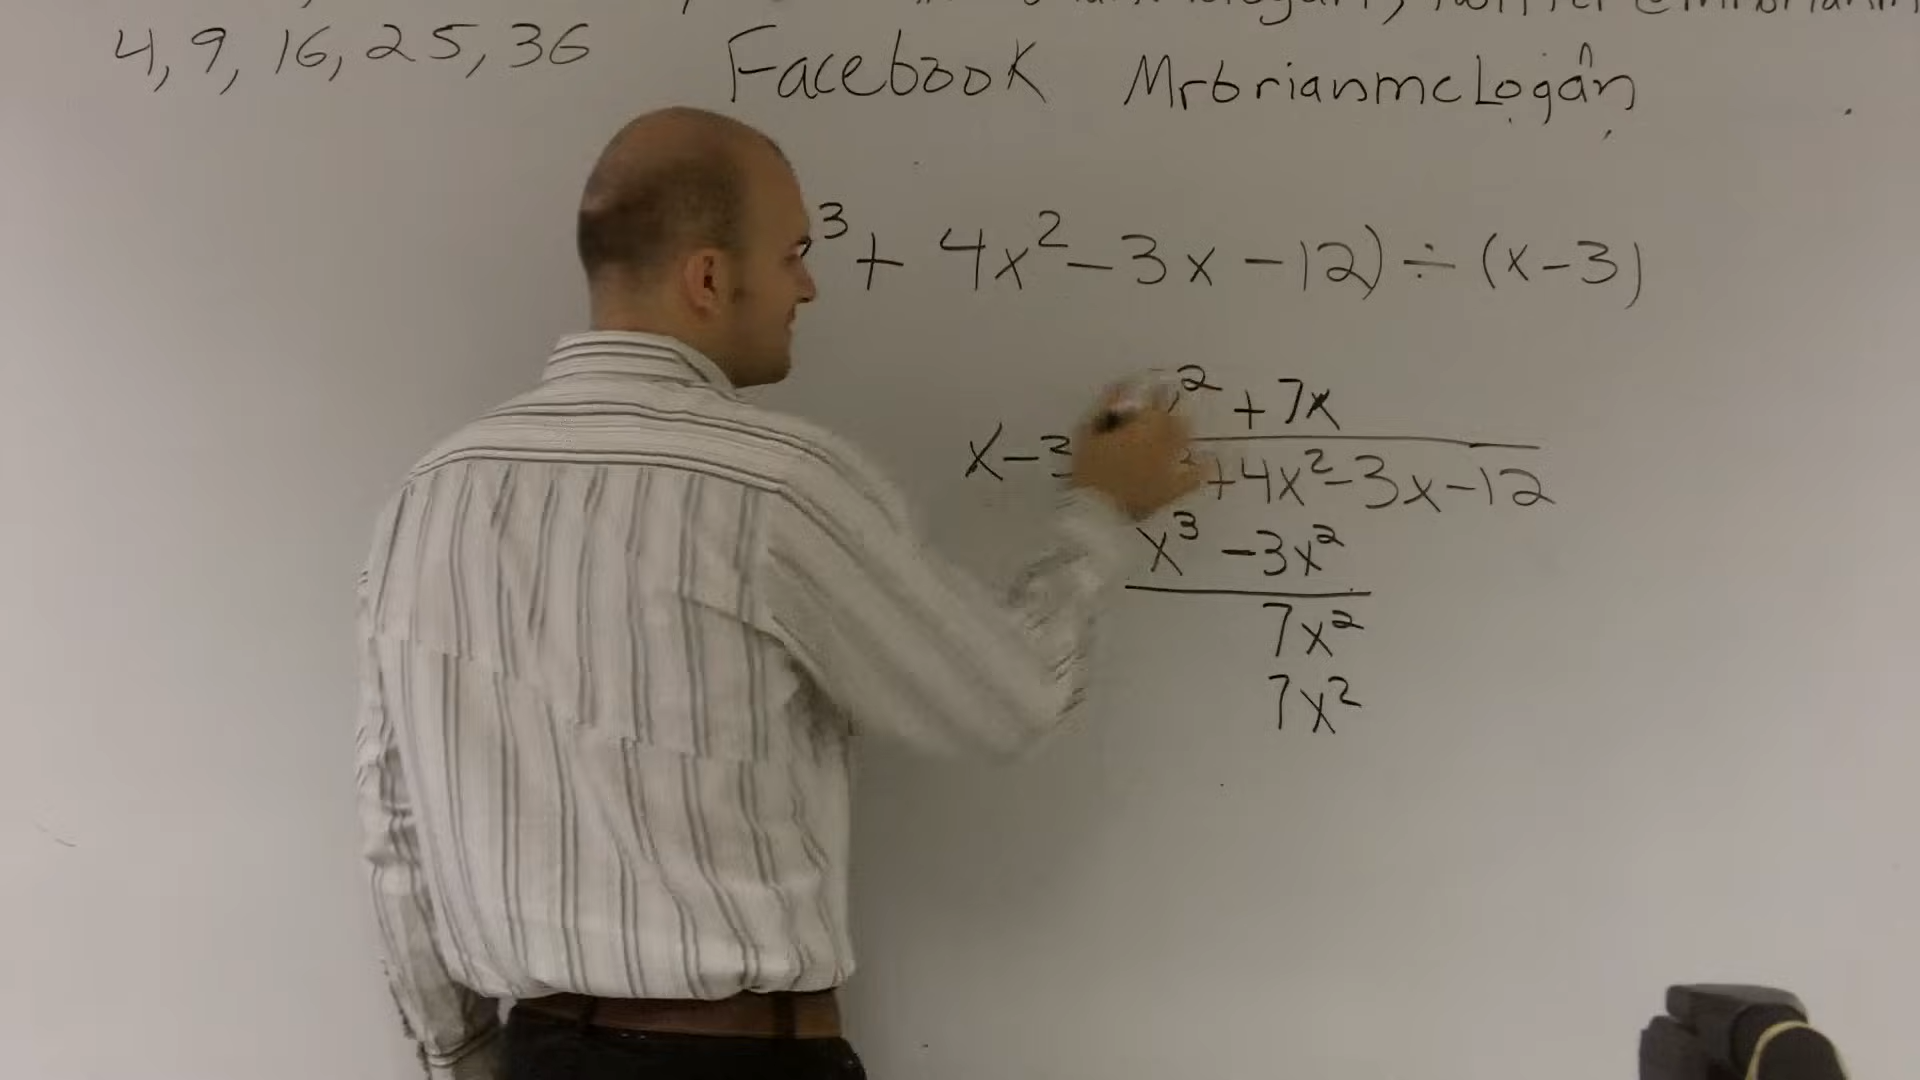 4, 9, 16, 25, 36
Facebook MrbrianmcLogan
³ + 4x² - 3x - 12) ÷ (x - 3)
² + 7x
x - 3 +4x² - 3x - 12
x³ - 3x²
7x²
7x²